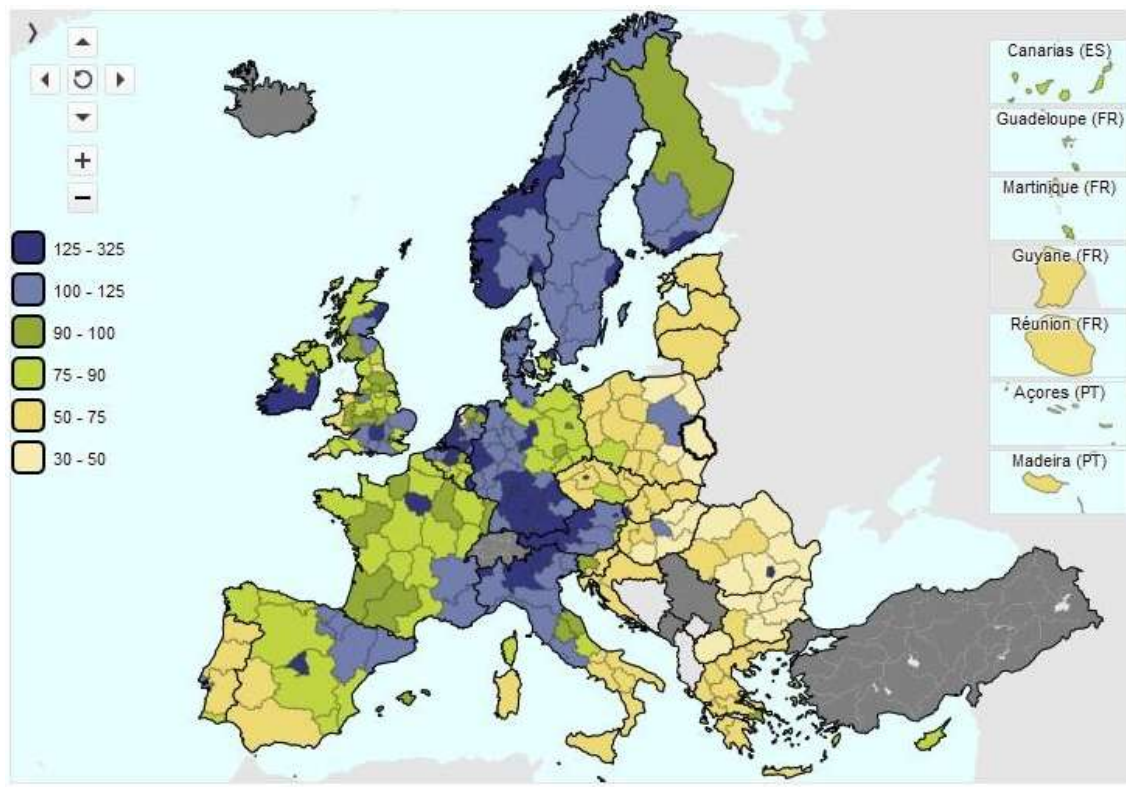 125 - 325
100 - 125
90 - 100
75 - 90
50 - 75
30 - 50
Canarias (ES)
Guadeloupe (FR)
Martinique (FR)
Guyane (FR)
Réunion (FR)
Açores (PT)
Madeira (PT)